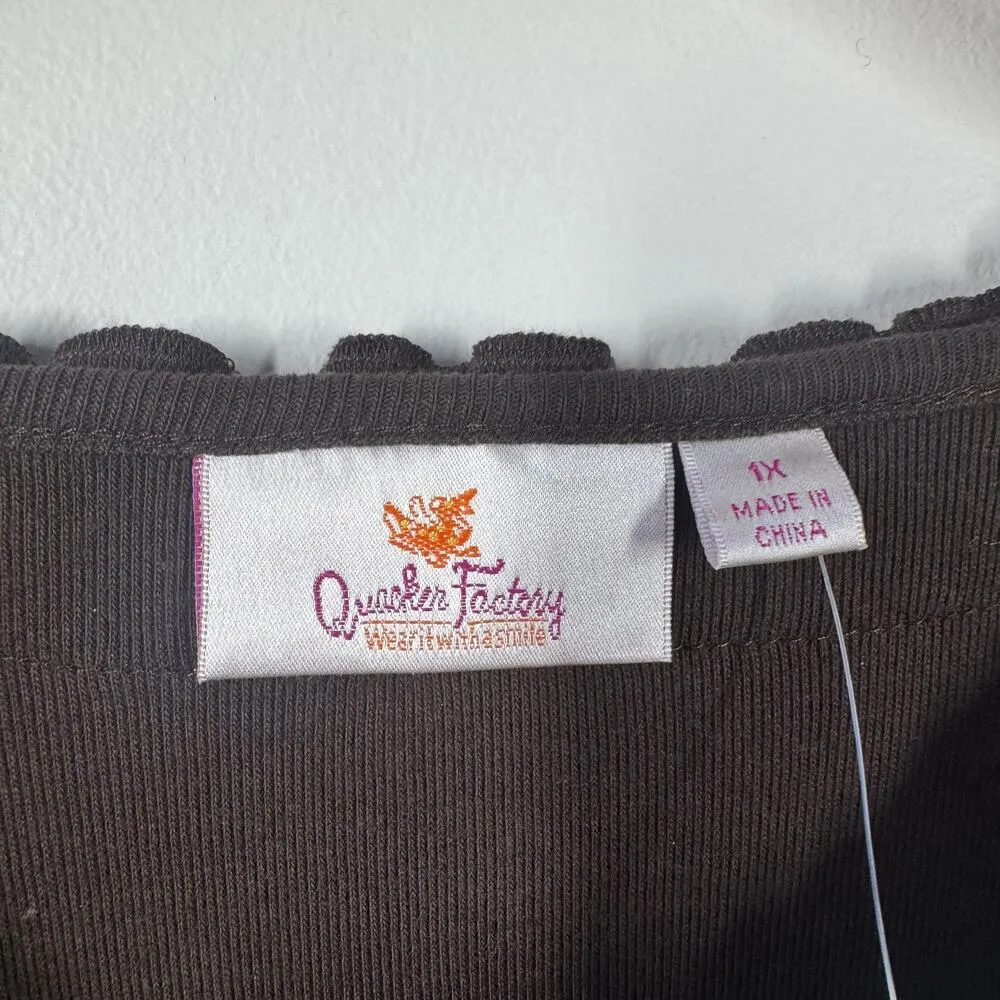 Quacker Factory
Wear it with a smile
1X
MADE IN
CHINA